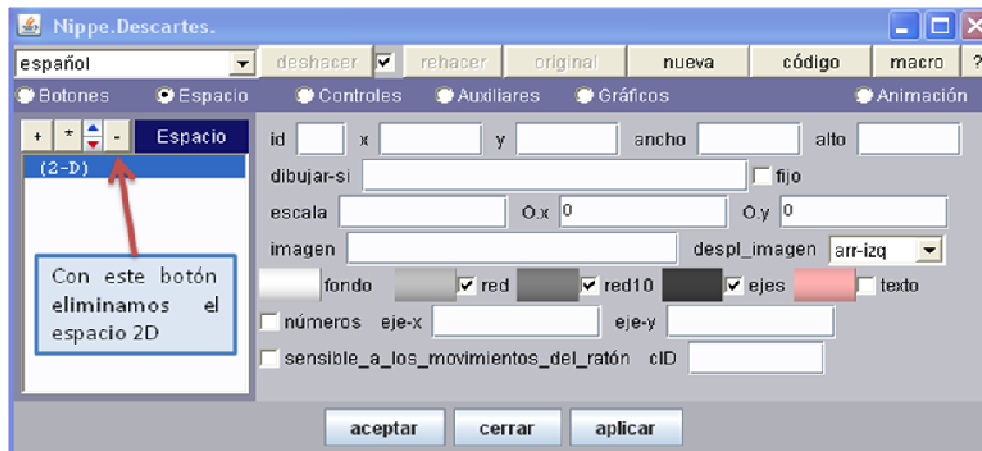 Nippe.Descartes.
español deshacer rehacer original nueva código macro ?
Botones Espacio Controles Auxiliares Gráficos Animación
+ * - Espacio id x y ancho alto
(2-D)
dibujar-si fijo
escala O.x 0 O.y 0
imagen despl_imagen arr-izq
Con este botón
eliminamos el
espacio 2D
fondo red red10 ejes texto
números eje-x eje-y
sensible_a_los_movimientos_del_ratón cID
aceptar cerrar aplicar